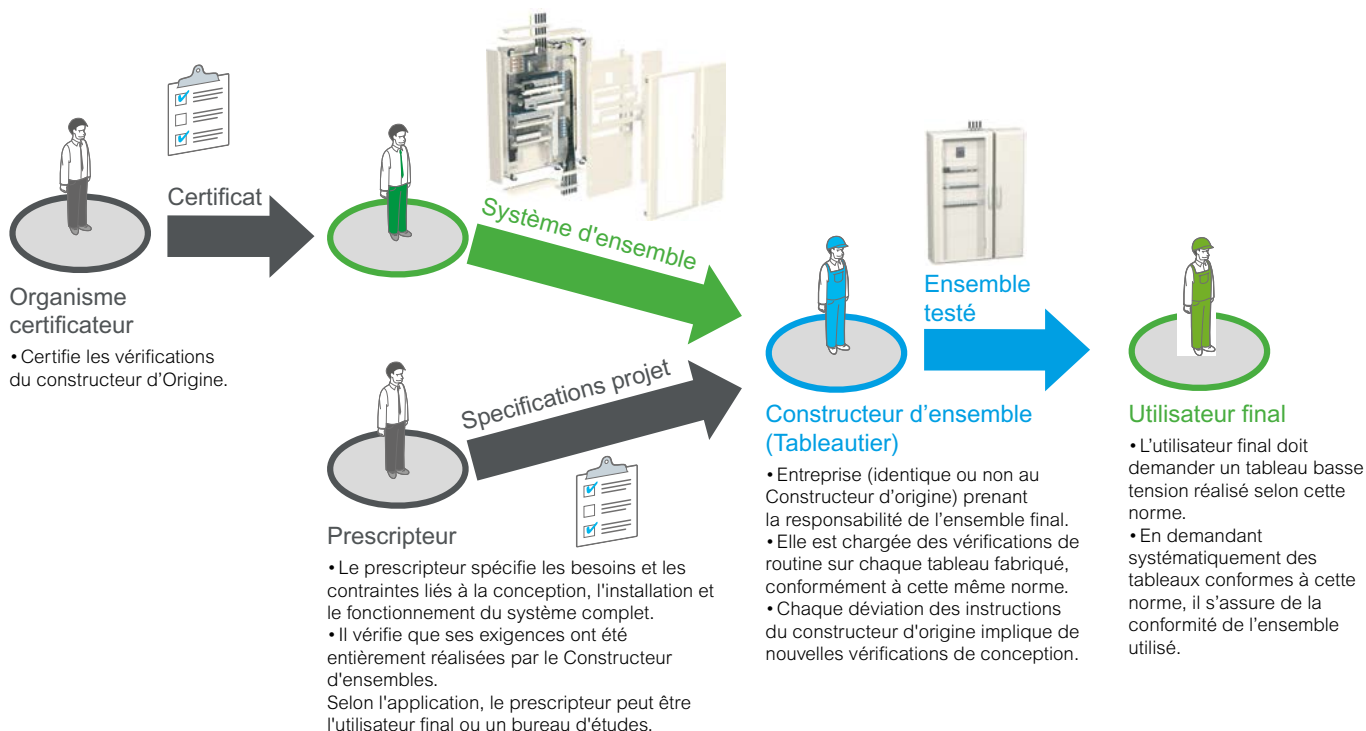 Certificat
Organisme
certificateur
• Certifie les vérifications
du constructeur d’Origine.
Système d'ensemble
Specifications projet
Prescripteur
• Le prescripteur spécifie les besoins et les
contraintes liés à la conception, l'installation et
le fonctionnement du système complet.
• Il vérifie que ses exigences ont été
entièrement réalisées par le Constructeur
d'ensembles.
Selon l'application, le prescripteur peut être
l'utilisateur final ou un bureau d'études.
Ensemble
testé
Constructeur d’ensemble
(Tableautier)
• Entreprise (identique ou non au
Constructeur d’origine) prenant
la responsabilité de l’ensemble final.
• Elle est chargée des vérifications de
routine sur chaque tableau fabriqué,
conformément à cette même norme.
• Chaque déviation des instructions
du constructeur d'origine implique de
nouvelles vérifications de conception.
Utilisateur final
• L’utilisateur final doit
demander un tableau basse
tension réalisé selon cette
norme.
• En demandant
systématiquement des
tableaux conformes à cette
norme, il s’assure de la
conformité de l’ensemble
utilisé.